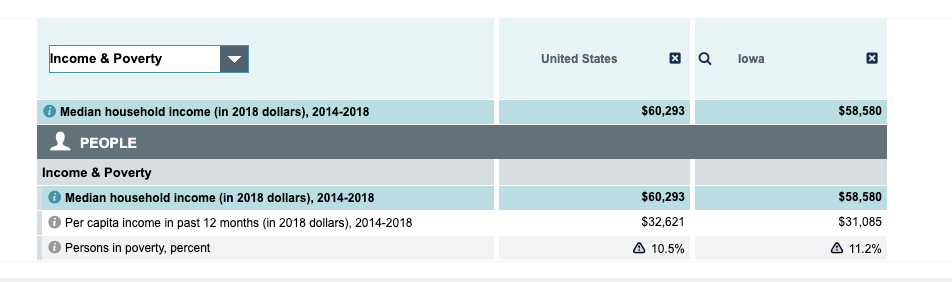 Income & Poverty United States Iowa
Median household income (in 2018 dollars), 2014-2018 $60,293 $58,580
PEOPLE
Income & Poverty
Median household income (in 2018 dollars), 2014-2018 $60,293 $58,580
Per capita income in past 12 months (in 2018 dollars), 2014-2018 $32,621 $31,085
Persons in poverty, percent 10.5% 11.2%